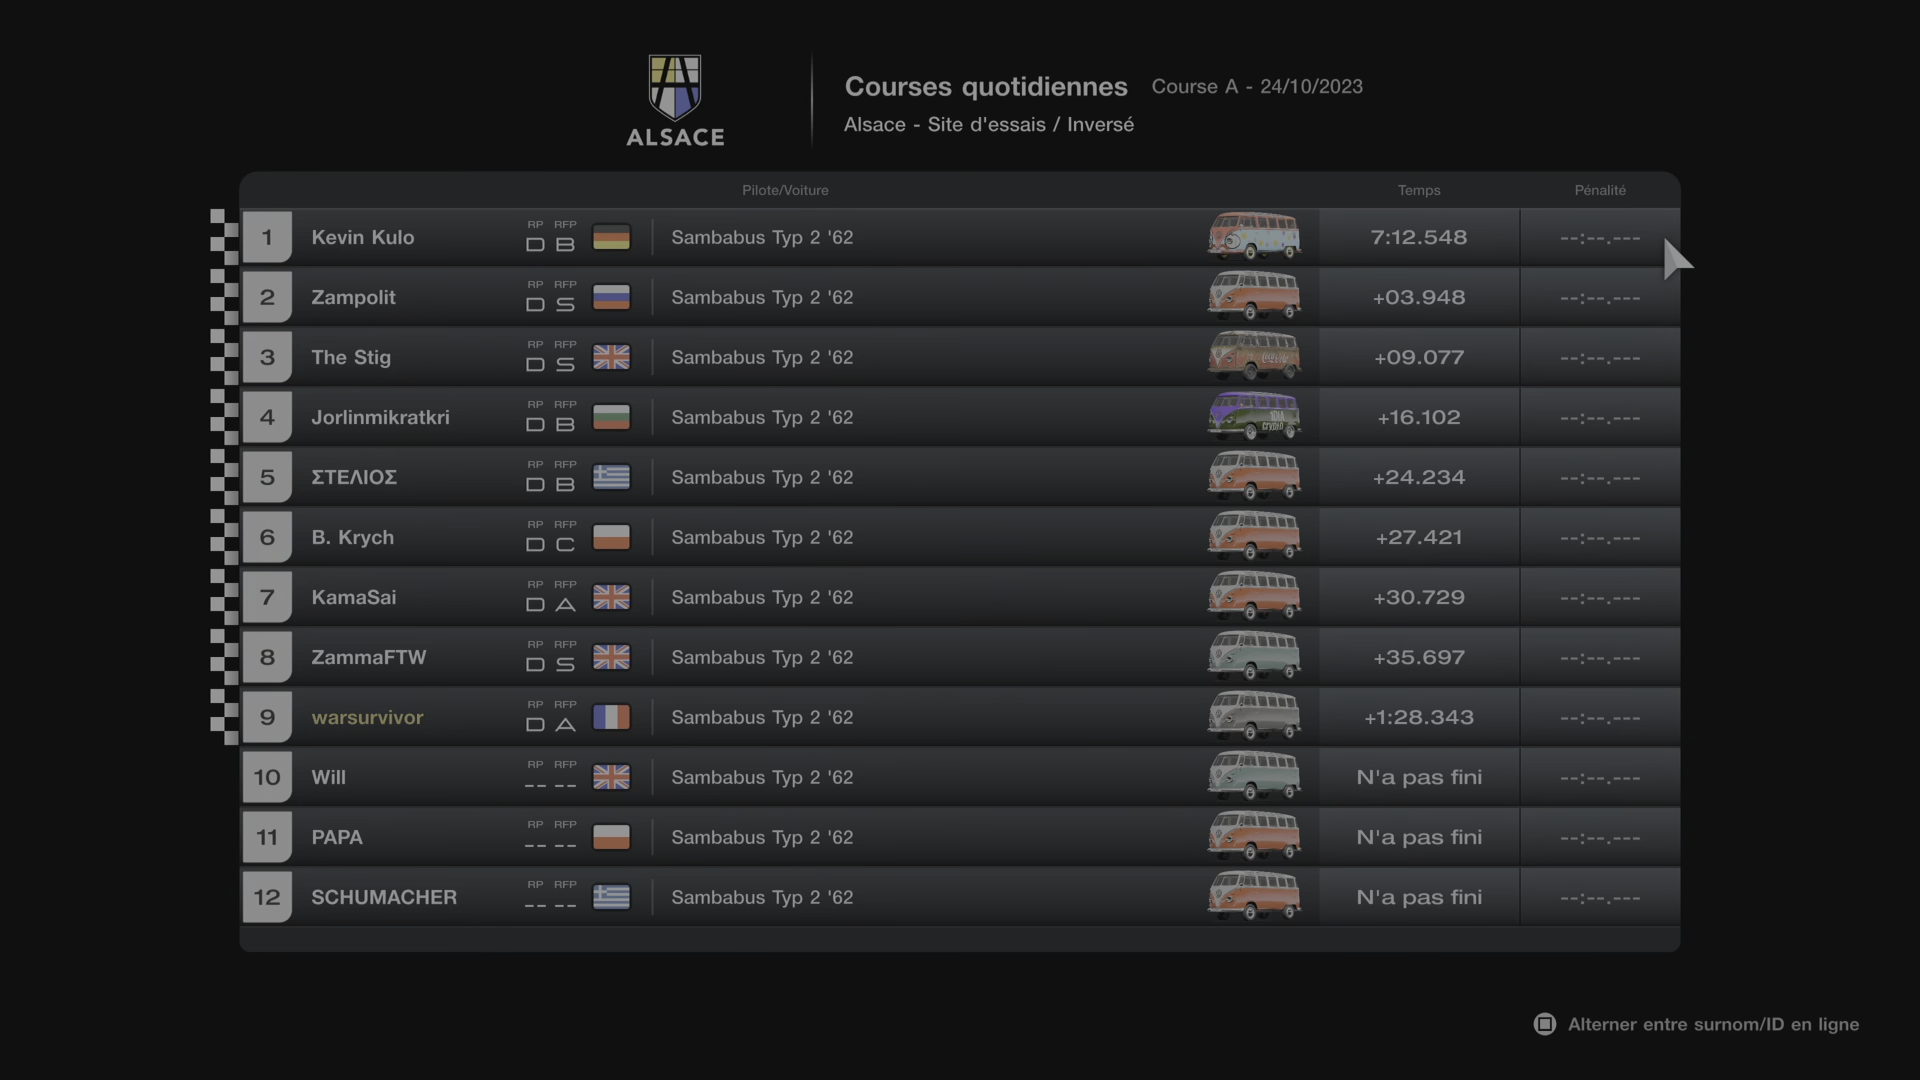 ALSACE
Courses quotidiennes Course A - 24/10/2023
Alsace - Site d'essais / Inversé
Pilote/Voiture Temps Pénalité
1 Kevin Kulo RP D RFP B Sambabus Typ 2 '62 7:12.548 --:--.---
2 Zampolit RP D RFP S Sambabus Typ 2 '62 +03.948 --:--.---
3 The Stig RP D RFP S Sambabus Typ 2 '62 +09.077 --:--.---
4 Jorlinmikratkri RP D RFP B Sambabus Typ 2 '62 +16.102 --:--.---
5 ΣΤΕΛΙΟΣ RP D RFP B Sambabus Typ 2 '62 +24.234 --:--.---
6 B. Krych RP D RFP C Sambabus Typ 2 '62 +27.421 --:--.---
7 KamaSai RP D RFP A Sambabus Typ 2 '62 +30.729 --:--.---
8 ZammaFTW RP D RFP S Sambabus Typ 2 '62 +35.697 --:--.---
9 warsurvivor RP D RFP A Sambabus Typ 2 '62 +1:28.343 --:--.---
10 Will RP -- RFP -- Sambabus Typ 2 '62 N'a pas fini --:--.---
11 PAPA RP -- RFP -- Sambabus Typ 2 '62 N'a pas fini --:--.---
12 SCHUMACHER RP -- RFP -- Sambabus Typ 2 '62 N'a pas fini --:--.---
Alterner entre surnom/ID en ligne